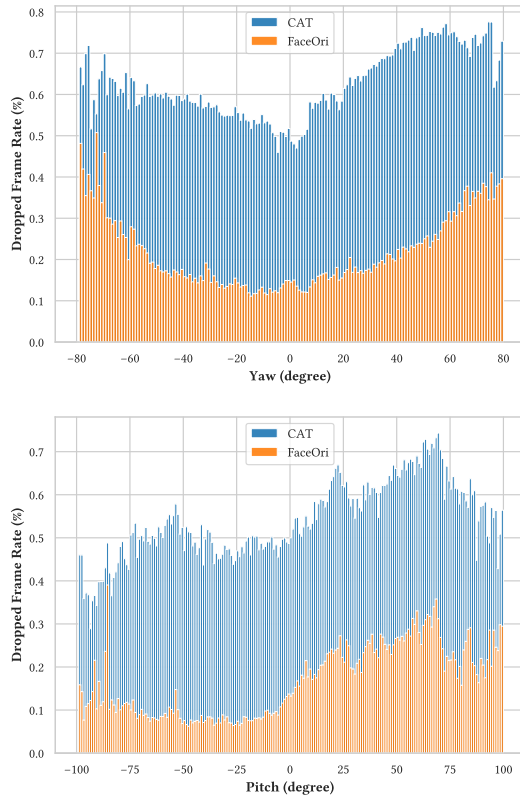 0.8
0.7
0.6
0.5
0.4
0.3
0.2
0.1
0.0
Dropped Frame Rate (%)
CAT
FaceOri
−80 −60 −40 −20 0 20 40 60 80
Yaw (degree)
0.7
0.6
0.5
0.4
0.3
0.2
0.1
0.0
Dropped Frame Rate (%)
CAT
FaceOri
−100 −75 −50 −25 0 25 50 75 100
Pitch (degree)